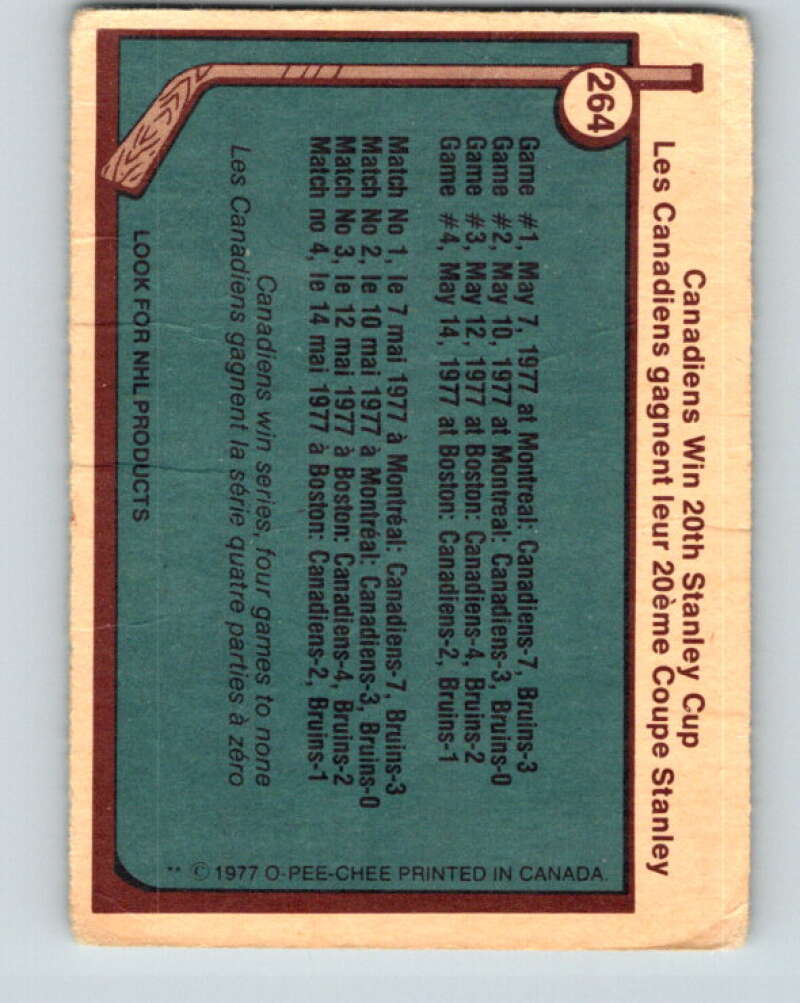 264
Canadiens Win 20th Stanley Cup
Les Canadiens gagnent leur 20ème Coupe Stanley
Game #1, May 7, 1977 at Montreal: Canadiens-7, Bruins-3
Game #2, May 10, 1977 at Montreal: Canadiens-3, Bruins-0
Game #3, May 12, 1977 at Boston: Canadiens-4, Bruins-2
Game #4, May 14, 1977 at Boston: Canadiens-2, Bruins-1
Match No 1, le 7 mai 1977 à Montréal: Canadiens-7, Bruins-3
Match No 2, le 10 mai 1977 à Montréal: Canadiens-3, Bruins-0
Match No 3, le 12 mai 1977 à Boston: Canadiens-4, Bruins-2
Match no 4, le 14 mai 1977 à Boston: Canadiens-2, Bruins-1
Canadiens win series, four games to none
Les Canadiens gagnent la série quatre parties à zéro
LOOK FOR NHL PRODUCTS
** © 1977 O-PEE-CHEE PRINTED IN CANADA.